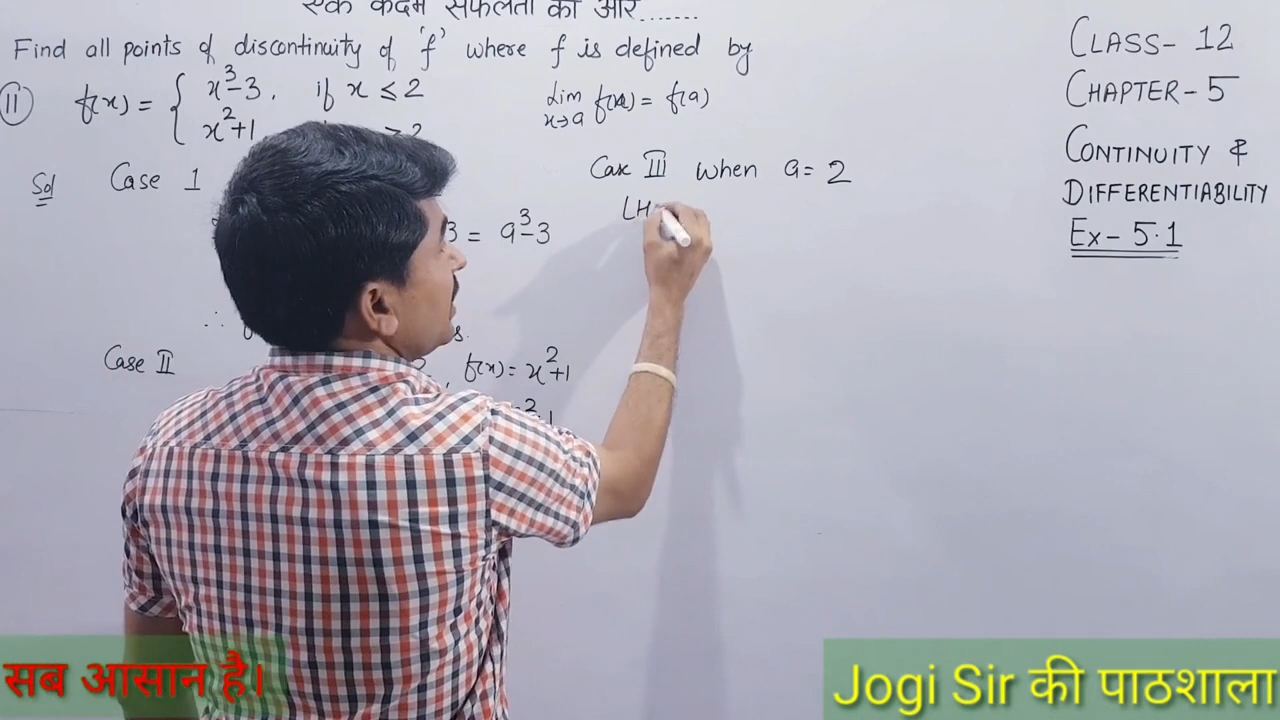 एक कदम सफलता की ओर.......
Find all points of discontinuity of 'f' where f is defined by
11 f(x) = { x³-3, if x ≤ 2
x²+1
lim x→a f(x) = f(a)
Sol Case 1
3 = a³-3
∴
Case II , f(x) = x²+1
Case III when a = 2
LH
CLASS- 12
CHAPTER- 5
CONTINUITY &
DIFFERENTIABILITY
Ex- 5.1
सब आसान है।
Jogi Sir की पाठशाला